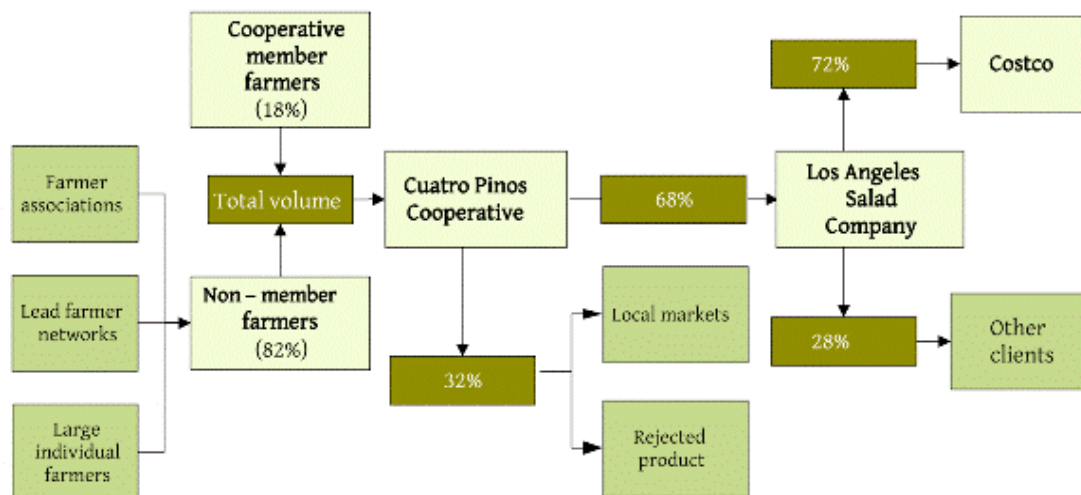 Cooperative
member
farmers
(18%)
72%
Costco
Farmer
associations
Total volume
Cuatro Pinos
Cooperative
68%
Los Angeles
Salad
Company
Lead farmer
networks
Non – member
farmers
(82%)
Local markets
32%
28%
Other
clients
Large
individual
farmers
Rejected
product